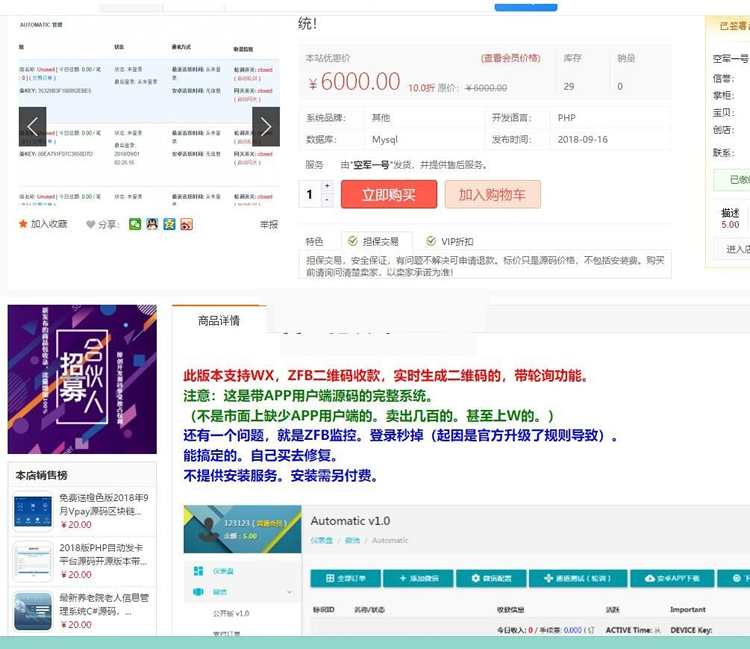 统！
AUTOMATIC 管理
本站优惠价
(查看会员价格)
库存
销量
¥6000.00 10.0折 原价：¥6000.00
29
0
系统品牌：
其他
开发语言：
PHP
数据库：
Mysql
发布时间：
2018-09-16
服务 由"空军一号"发货，并提供售后服务。
1
+
-
立即购买
加入购物车
加入收藏
分享：
举报
特色
担保交易
VIP折扣
担保交易，安全保证，有问题不解决可申请退款。标价只是源码价格，不包括安装费。购买
前请询问清楚卖家，以卖家承诺为准！
已签署
空军一号
信誉：
掌柜：
宝贝：
创店：
联系：
已缴
描述
5.00
进入店
商品详情
招募
合伙人
此版本支持WX，ZFB二维码收款，实时生成二维码的，带轮询功能。
注意：这是带APP用户端源码的完整系统。
（不是市面上缺少APP用户端的。卖出几百的。甚至上W的。）
还有一个问题，就是ZFB监控。登录秒掉（起因是官方升级了规则导致）。
能搞定的。自己买去修复。
不提供安装服务。安装需另付费。
本店销售榜
免费送橙色版2018年9
月Vpay源码区块链...
¥20.00
2018版PHP自动发卡
平台源码开源版本带...
¥20.00
最新养老院老人信息管
理系统C#源码，...
¥20.00
123123 (普通会员)
余额：5.00
仪表盘
微信
公开版 v1.0
Automatic v1.0
仪表盘 / 微信 / Automatic
全部订单
添加微信
微信配置
通道测试（轮训）
安卓APP下载
标识ID
名称/状态
收款信息
活跃
Important
今日收入: 0 / 手续费: 0.000 (订
ACTIVE Time: 从
DEVICE Key: